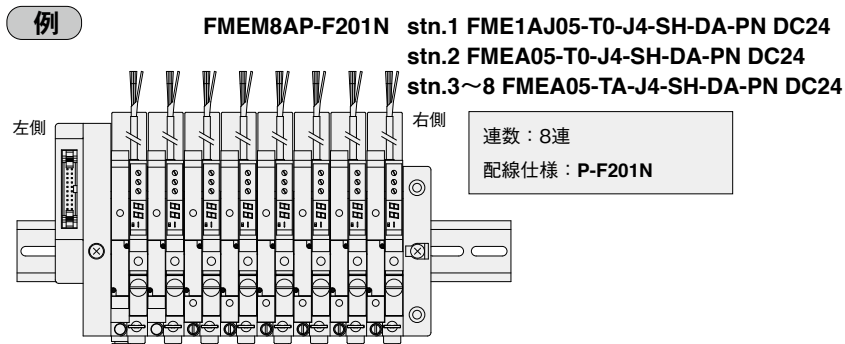 例
FMEM8AP-F201N stn.1 FME1AJ05-T0-J4-SH-DA-PN DC24
stn.2 FMEA05-T0-J4-SH-DA-PN DC24
stn.3～8 FMEA05-TA-J4-SH-DA-PN DC24
左側
右側
連数：8連
配線仕様：P-F201N